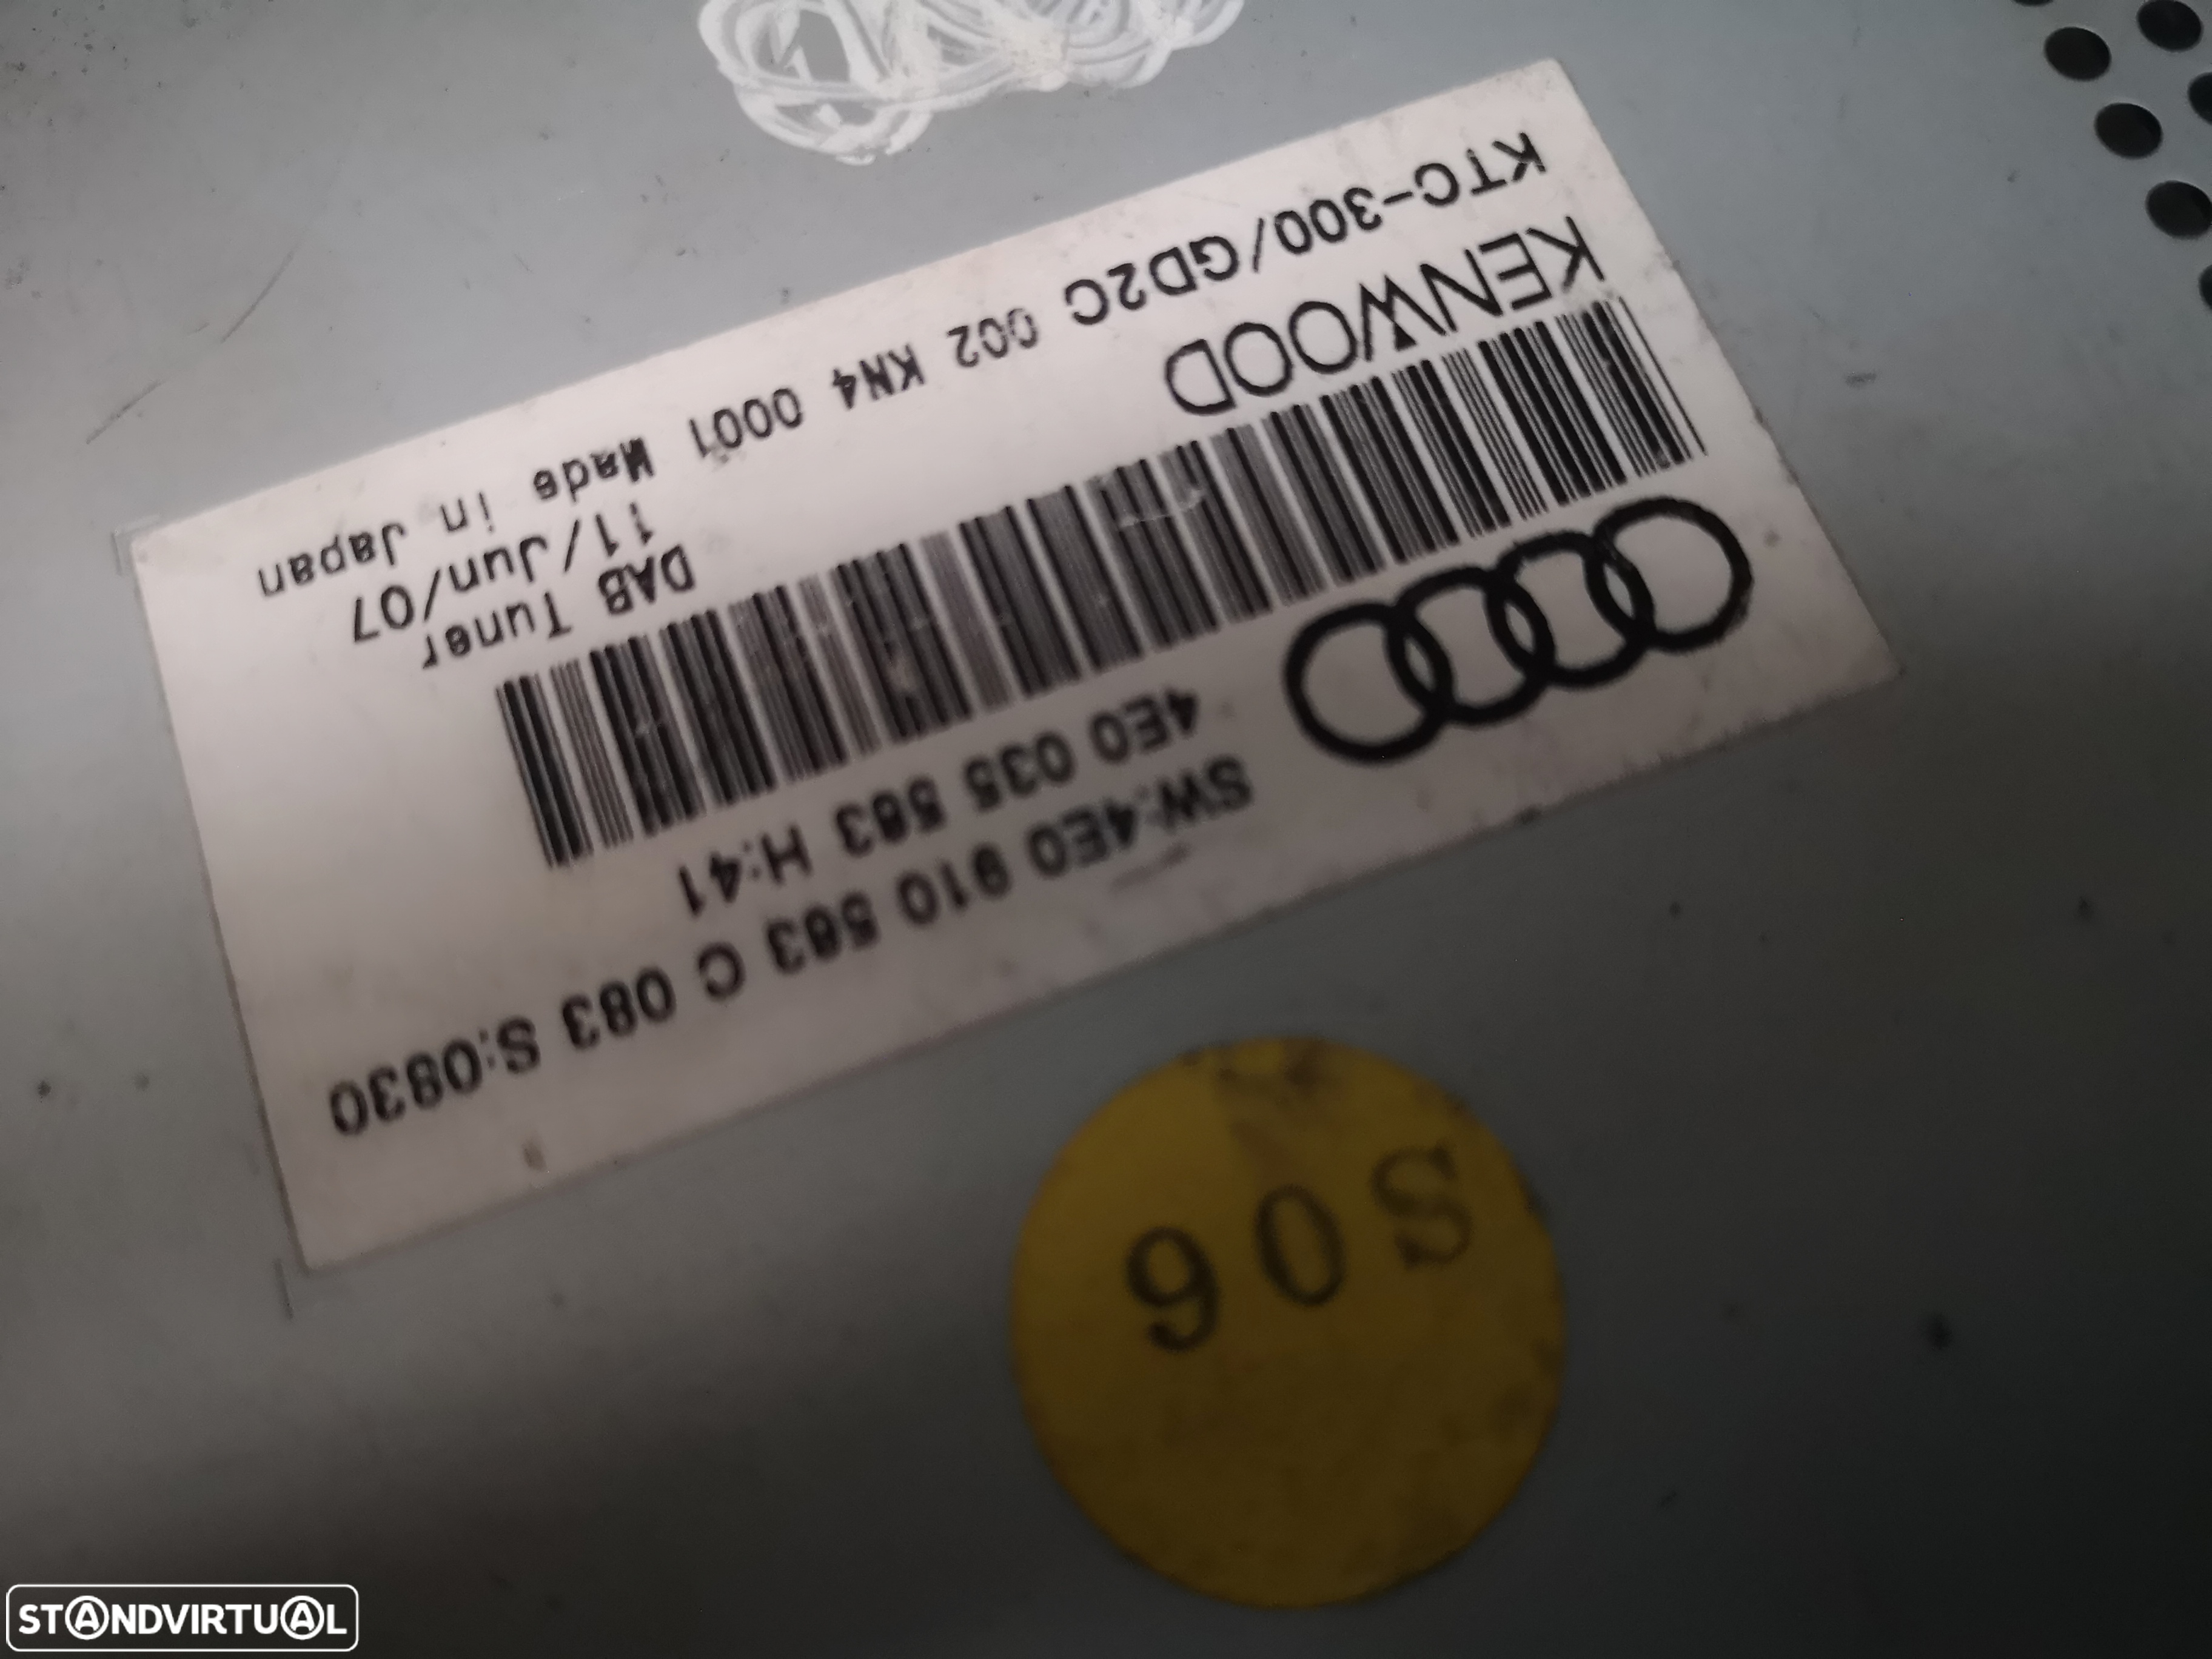 SW:4E0 910 563 C 083 S:0830
4E0 035 563 H:41
DAB Tuner
11/Jun/07
KENWOOD
KTC-300/GD2C 002 KN4 0001 Made in Japan
90S
STANDVIRTUAL